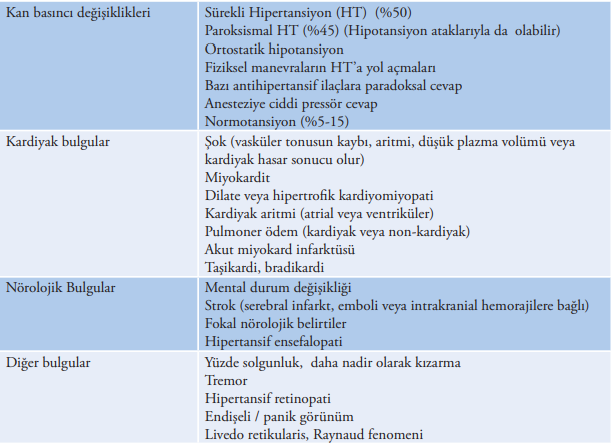 Kan basıncı değişiklikleri
Sürekli Hipertansiyon (HT)  (%50)
Paroksismal HT (%45) (Hipotansiyon ataklarıyla da  olabilir)
Ortostatik hipotansiyon
Fiziksel manevraların HT’a yol açmaları
Bazı antihipertansif ilaçlara paradoksal cevap
Anesteziye ciddi pressör cevap
Normotansiyon (%5-15)
Kardiyak bulgular
Şok (vasküler tonusun kaybı, aritmi, düşük plazma volümü veya
kardiyak hasar sonucu olur)
Miyokardit
Dilate veya hipertrofik kardiyomiyopati
Kardiyak aritmi (atrial veya ventriküler)
Pulmoner ödem (kardiyak veya non-kardiyak)
Akut miyokard infarktüsü
Taşikardi, bradikardi
Nörolojik Bulgular
Mental durum değişikliği
Strok (serebral infarkt, emboli veya intrakranial hemorajilere bağlı)
Fokal nörolojik belirtiler
Hipertansif ensefalopati
Diğer bulgular
Yüzde solgunluk,  daha nadir olarak kızarma
Tremor
Hipertansif retinopati
Endişeli / panik görünüm
Livedo retikularis, Raynaud fenomeni